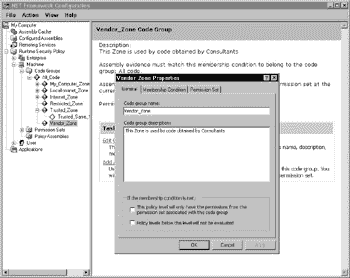 .NET Framework Configuration
File Action View Help
My Computer
Assembly Cache
Configured Assemblies
Remoting Services
Runtime Security Policy
Enterprise
Machine
Code Groups
All_Code
My_Computer_Zone
LocalIntranet_Zone
Internet_Zone
Restricted_Zone
Trusted_Zone
Trusted_Same_
Vendor_Zone
Permission Sets
Policy Assemblies
User
Applications
Vendor_Zone Code Group
Description:
This Zone is used by code obtained by Consultants
Assembly evidence must match this membership condition to belong to the code
group: All code
Vendor_Zone Properties
General Membership Condition Permission Set
Code group name:
Vendor_Zone
Code group description:
This Zone is used by code obtained by Consultants
If the membership condition is met:
This policy level will only have the permissions from the
permission set associated with this code group
Policy levels below this level will not be evaluated
OK Cancel Apply